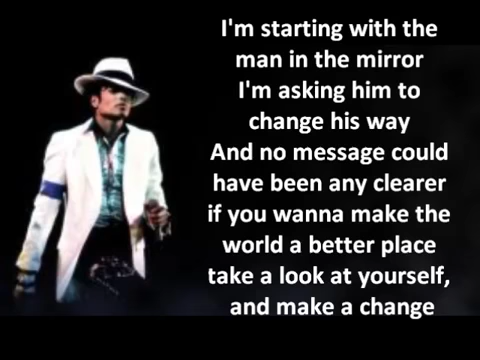 I'm starting with the
man in the mirror
I'm asking him to
change his way
And no message could
have been any clearer
if you wanna make the
world a better place
take a look at yourself,
and make a change